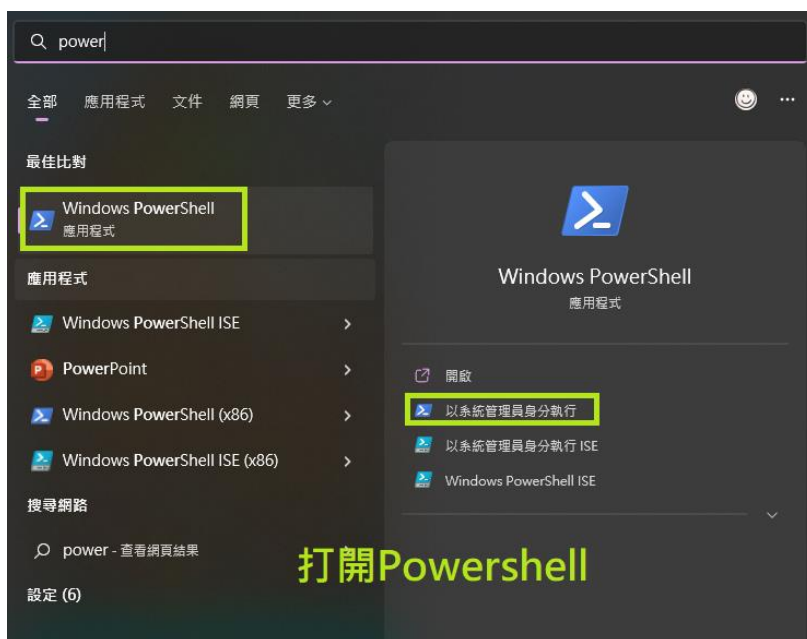 power
全部 應用程式 文件 網頁 更多
最佳比對
Windows PowerShell
應用程式
應用程式
Windows PowerShell ISE
PowerPoint
Windows PowerShell (x86)
Windows PowerShell ISE (x86)
搜尋網路
power - 查看網頁結果
設定 (6)
Windows PowerShell
應用程式
開啟
以系統管理員身分執行
以系統管理員身分執行 ISE
Windows PowerShell ISE
打開Powershell